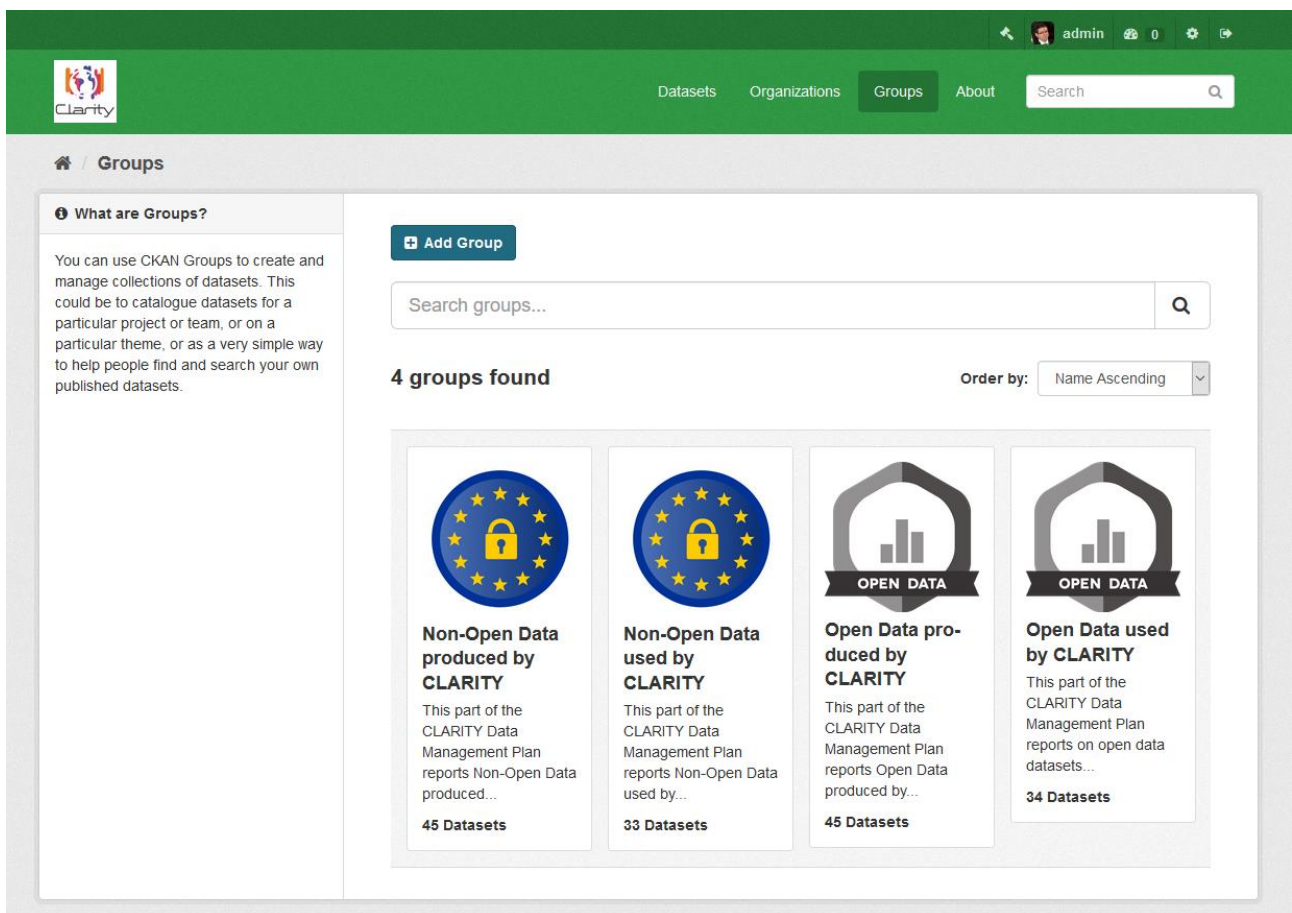 admin 0
Clarity
Datasets Organizations Groups About Search
/ Groups
What are Groups?
You can use CKAN Groups to create and
manage collections of datasets. This
could be to catalogue datasets for a
particular project or team, or on a
particular theme, or as a very simple way
to help people find and search your own
published datasets.
Add Group
Search groups...
4 groups found
Order by: Name Ascending
Non-Open Data
produced by
CLARITY
This part of the
CLARITY Data
Management Plan
reports Non-Open Data
produced...
45 Datasets
Non-Open Data
used by
CLARITY
This part of the
CLARITY Data
Management Plan
reports Non-Open Data
used by...
33 Datasets
OPEN DATA
Open Data pro-
duced by
CLARITY
This part of the
CLARITY Data
Management Plan
reports Open Data
produced by...
45 Datasets
OPEN DATA
Open Data used
by CLARITY
This part of the
CLARITY Data
Management Plan
reports on open data
datasets...
34 Datasets